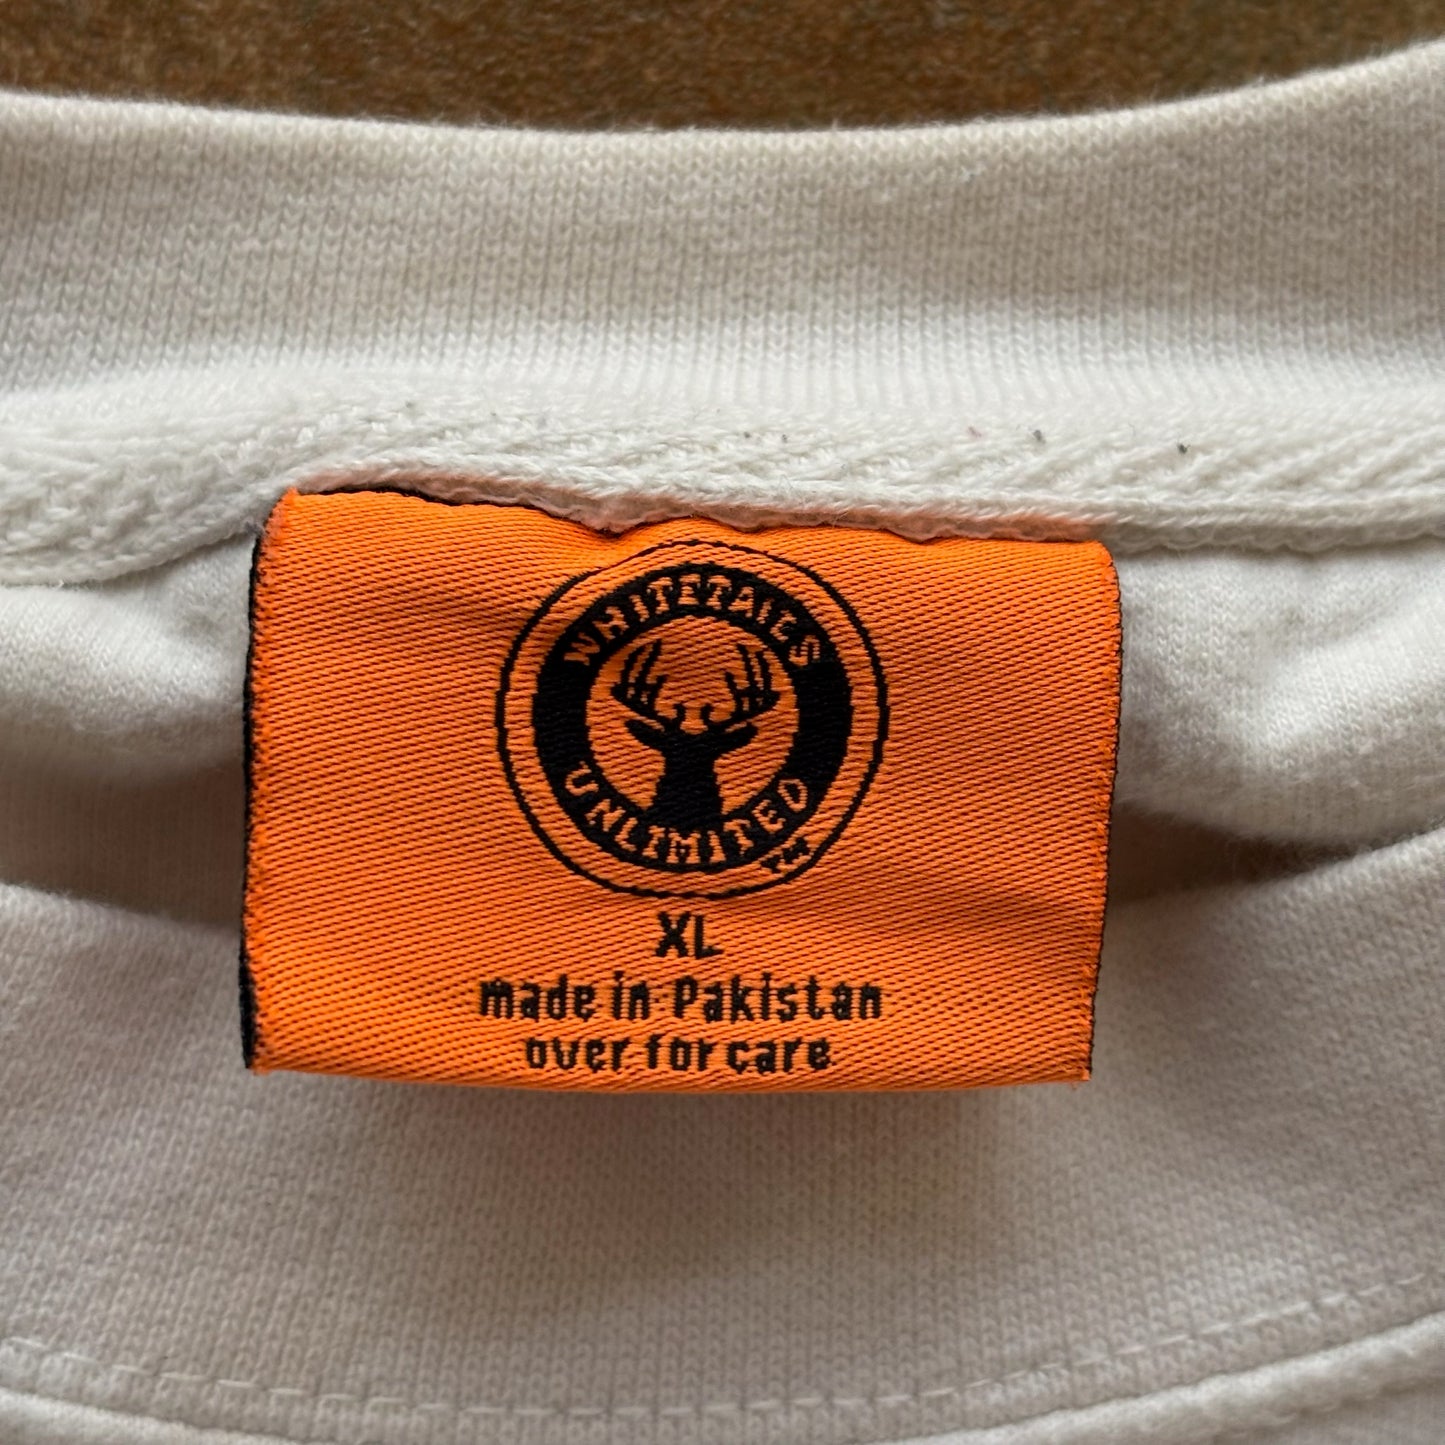 WHITETAILS
UNLIMITED
TM
XL
made in Pakistan
over for care